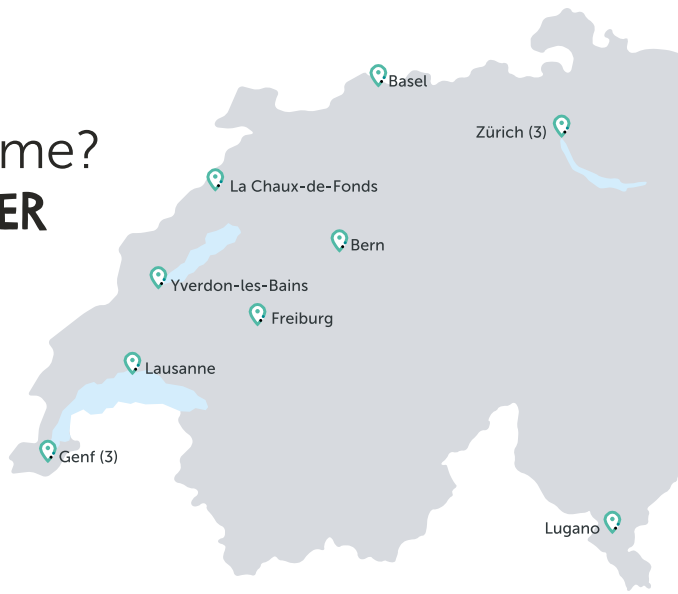 me?
ER
Basel
Zürich (3)
La Chaux-de-Fonds
Bern
Yverdon-les-Bains
Freiburg
Lausanne
Genf (3)
Lugano